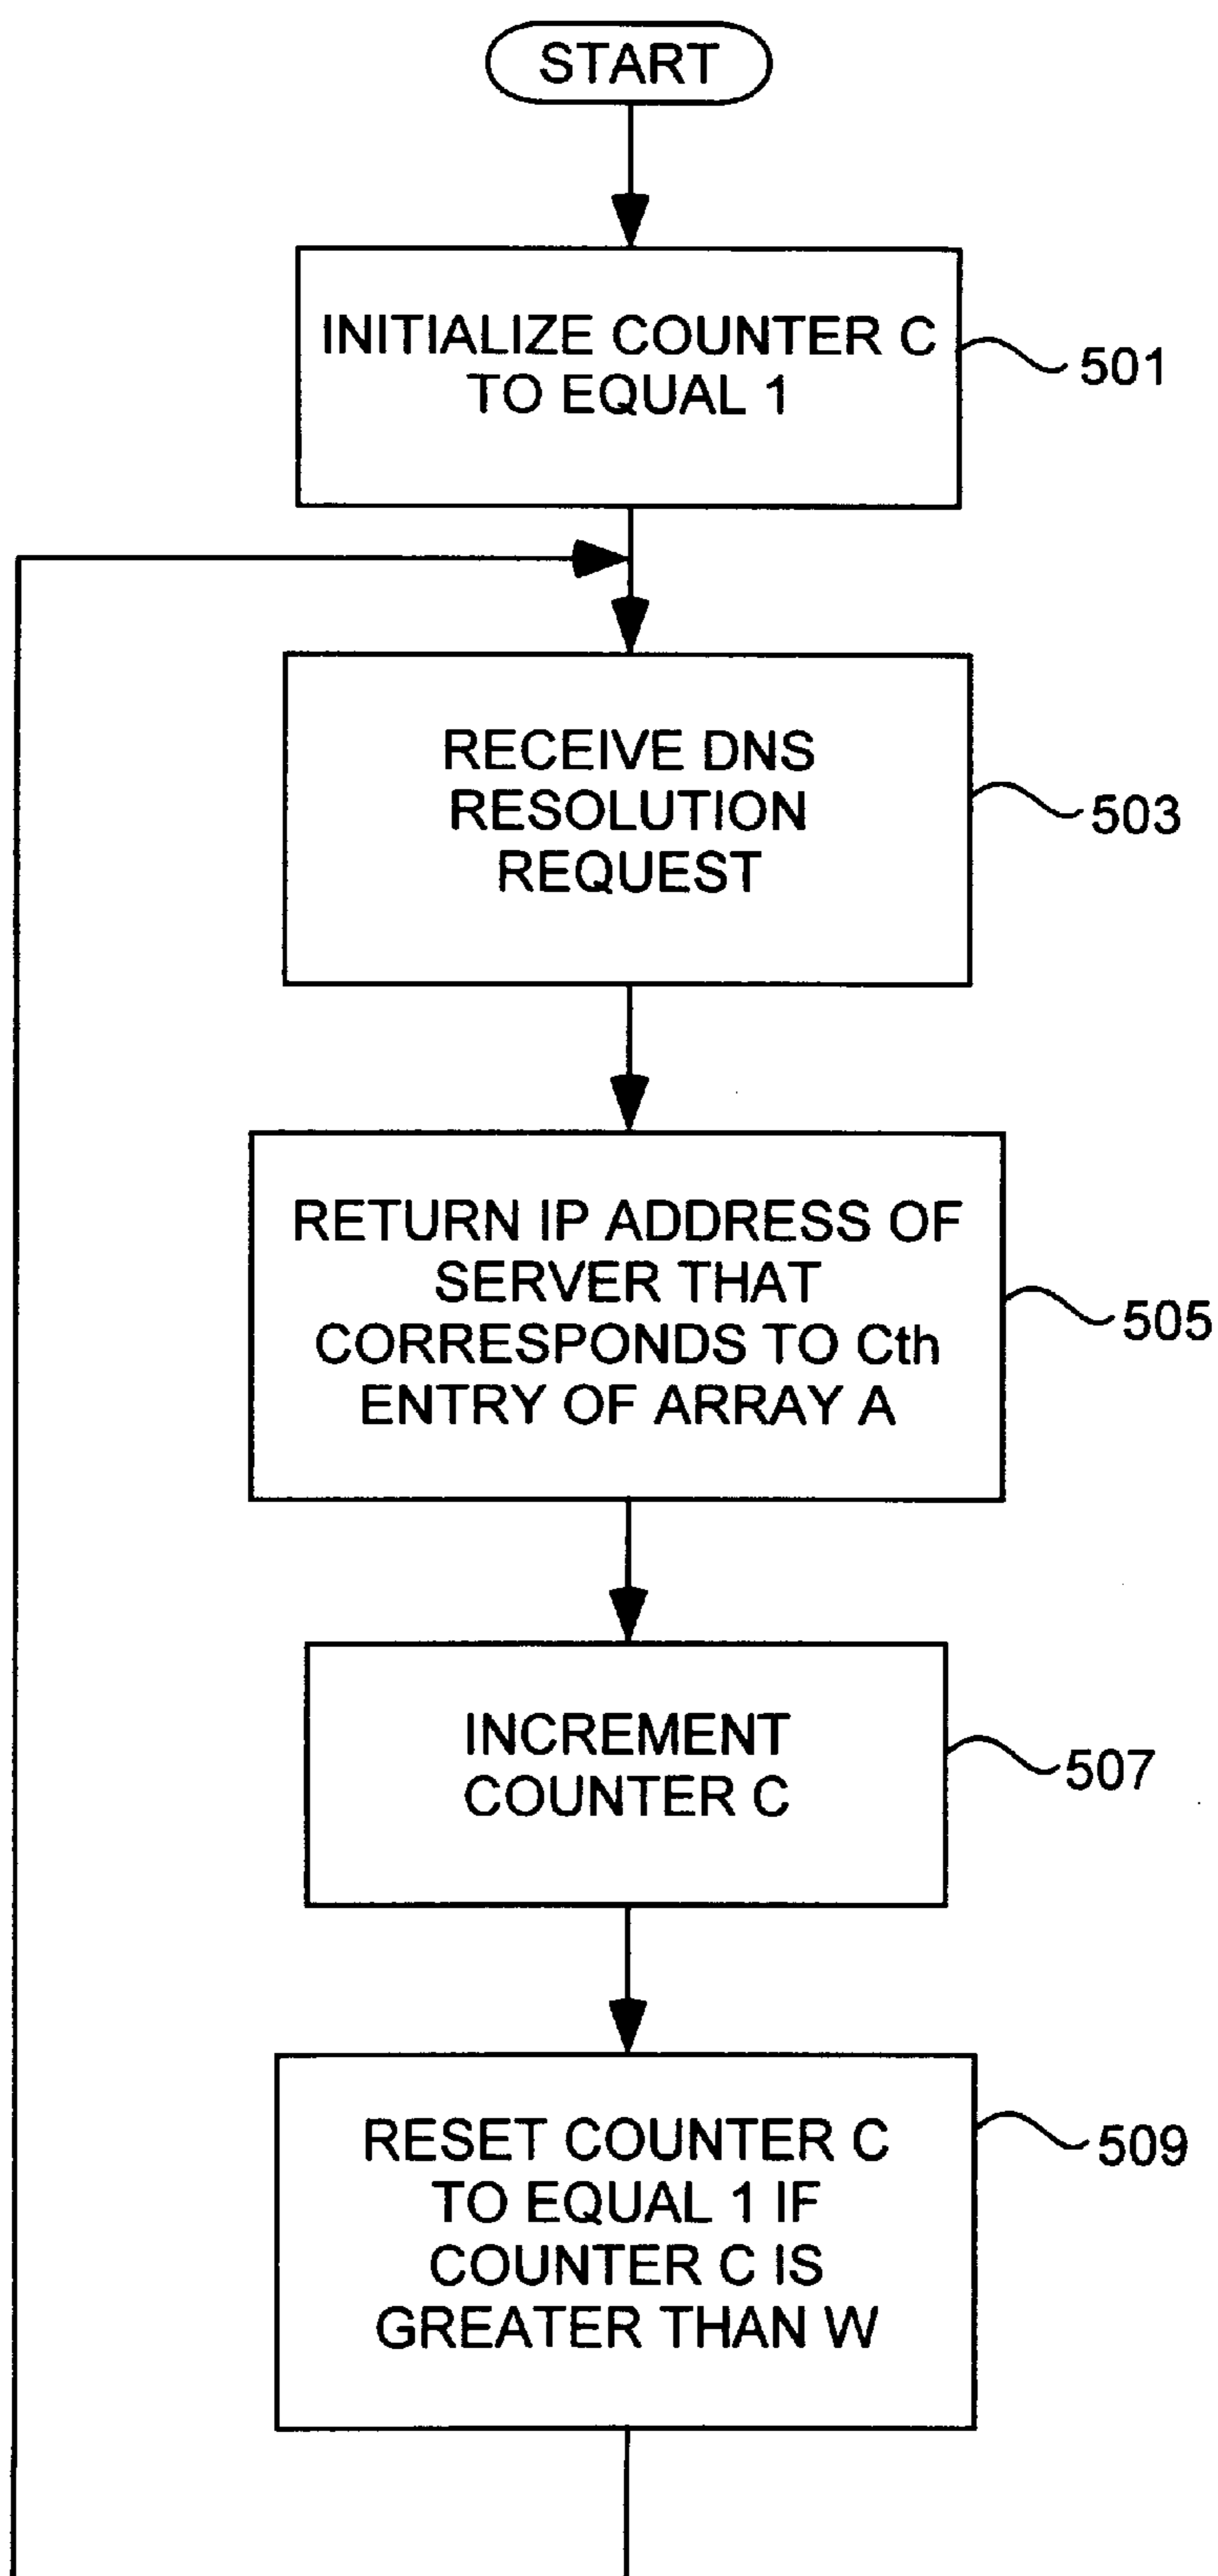 START
INITIALIZE COUNTER C
TO EQUAL 1
501
RECEIVE DNS
RESOLUTION
REQUEST
503
RETURN IP ADDRESS OF
SERVER THAT
CORRESPONDS TO Cth
ENTRY OF ARRAY A
505
INCREMENT
COUNTER C
507
RESET COUNTER C
TO EQUAL 1 IF
COUNTER C IS
GREATER THAN W
509